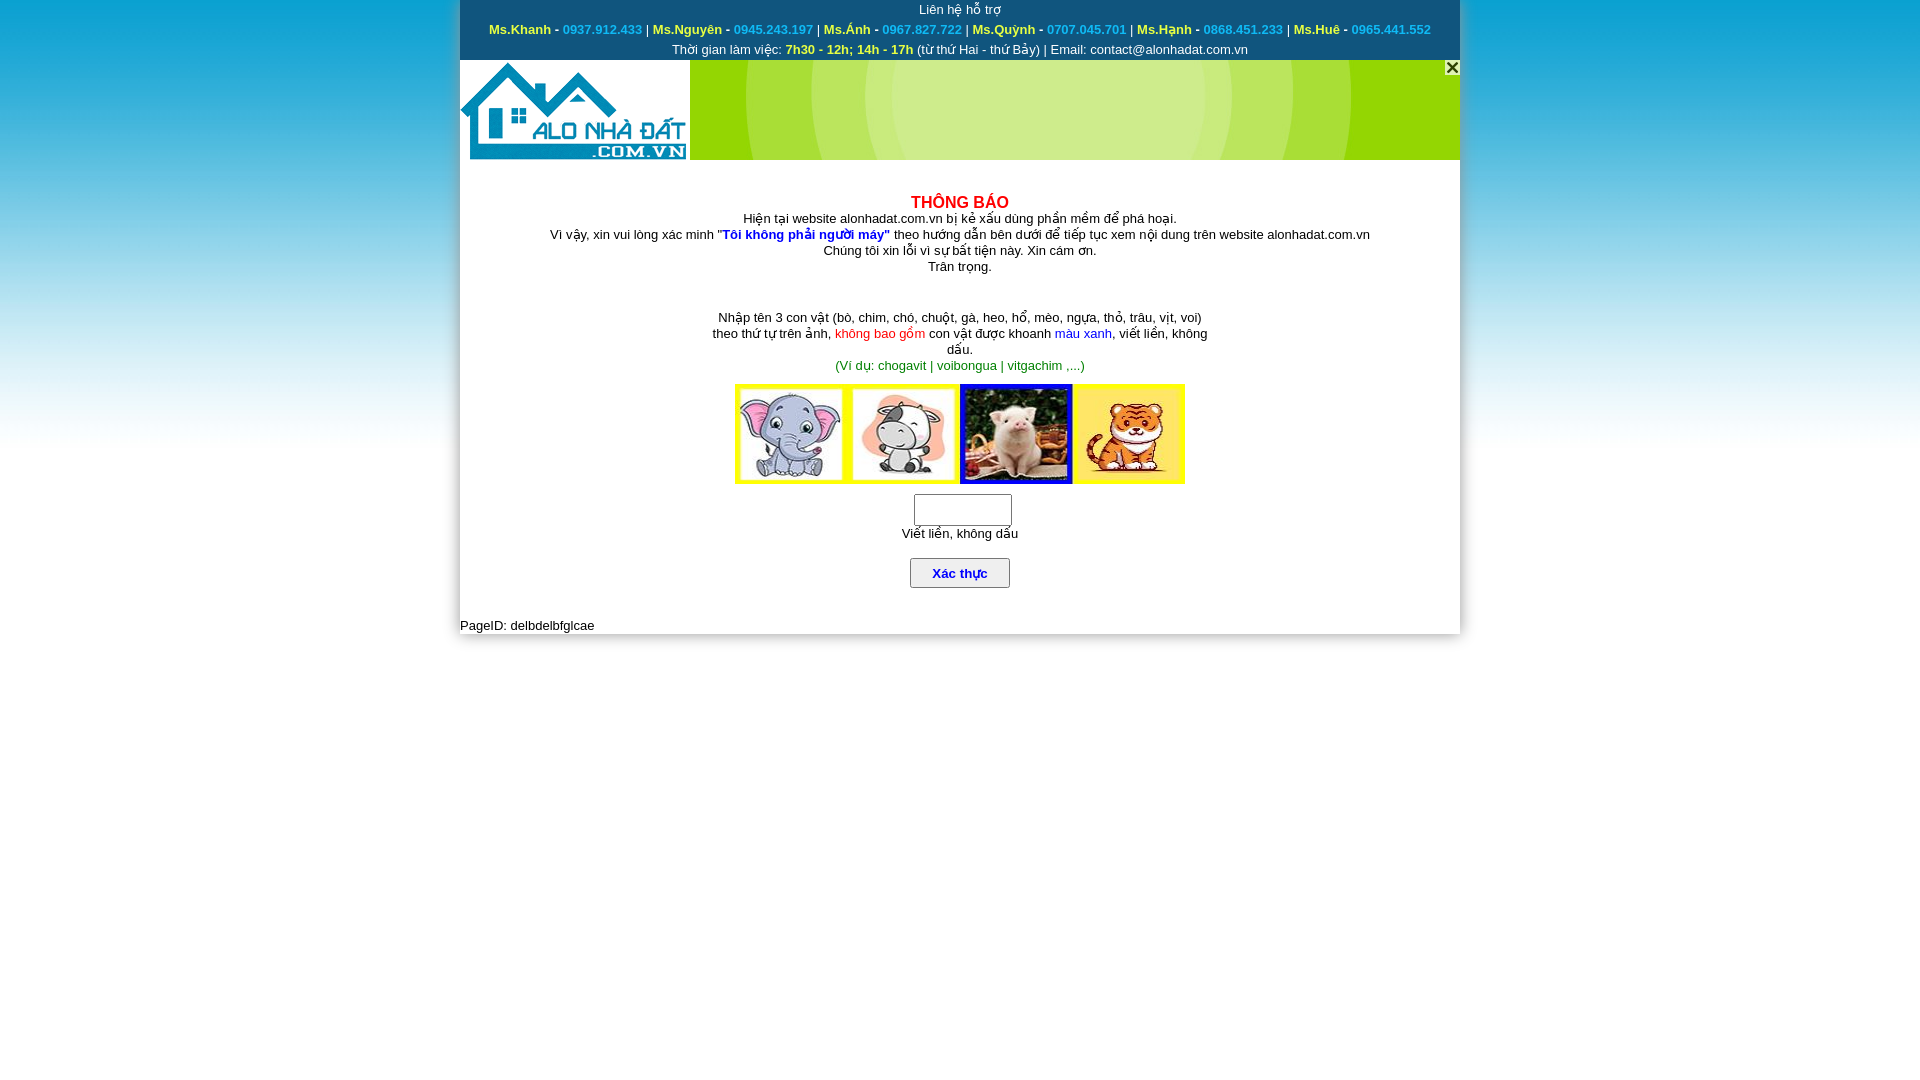 Liên hệ hỗ trợ
Ms.Khanh - 0937.912.433 | Ms.Nguyên - 0945.243.197 | Ms.Ánh - 0967.827.722 | Ms.Quỳnh - 0707.045.701 | Ms.Hạnh - 0868.451.233 | Ms.Huê - 0965.441.552
Thời gian làm việc: 7h30 - 12h; 14h - 17h (từ thứ Hai - thứ Bảy) | Email: contact@alonhadat.com.vn
ALO NHÀ ĐẤT
.COM.VN
THÔNG BÁO
Hiện tại website alonhadat.com.vn bị kẻ xấu dùng phần mềm để phá hoại.
Vì vậy, xin vui lòng xác minh "Tôi không phải người máy" theo hướng dẫn bên dưới để tiếp tục xem nội dung trên website alonhadat.com.vn
Chúng tôi xin lỗi vì sự bất tiện này. Xin cám ơn.
Trân trọng.
Nhập tên 3 con vật (bò, chim, chó, chuột, gà, heo, hổ, mèo, ngựa, thỏ, trâu, vịt, voi)
theo thứ tự trên ảnh, không bao gồm con vật được khoanh màu xanh, viết liền, không
dấu.
(Ví dụ: chogavit | voibongua | vitgachim ,...)
Viết liền, không dấu
Xác thực
PageID: delbdelbfglcae